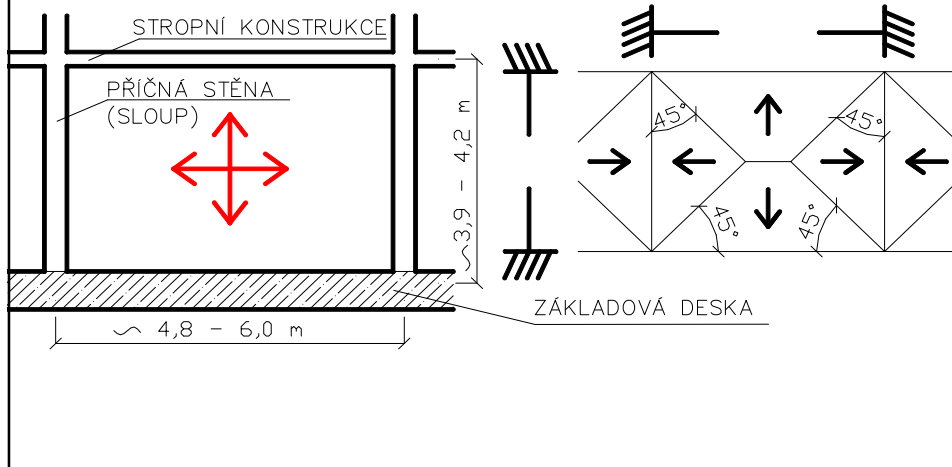 STROPNÍ KONSTRUKCE
PŘÍČNÁ STĚNA
(SLOUP)
~3,9 - 4,2 m
~ 4,8 - 6,0 m
45°
45°
45°
45°
ZÁKLADOVÁ DESKA